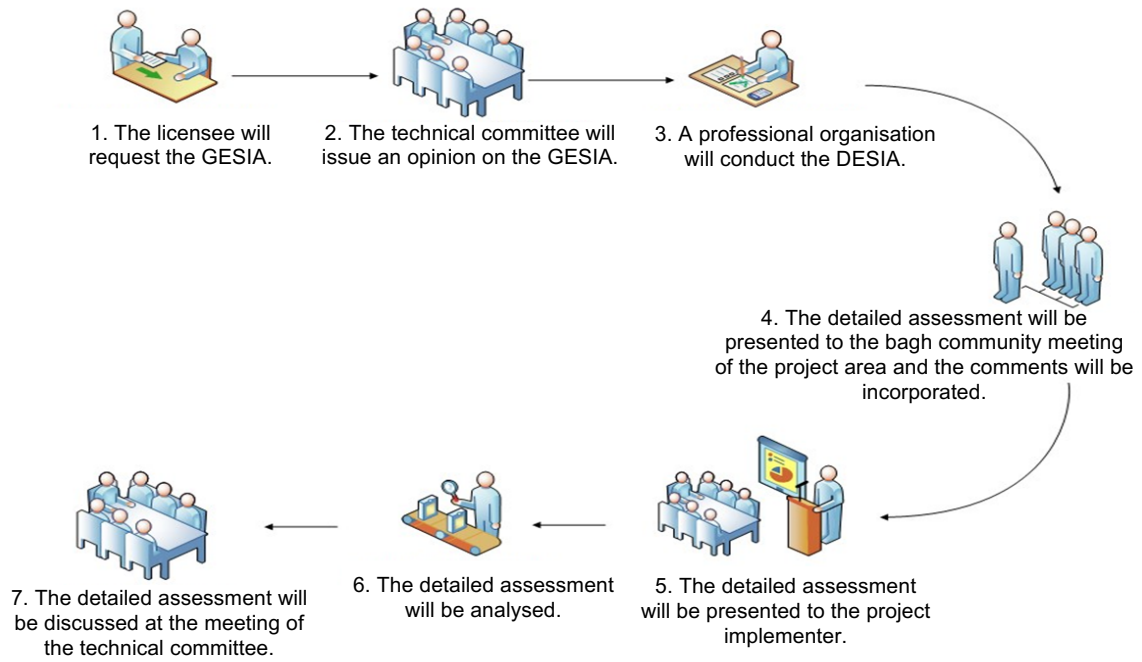 1. The licensee will
request the GESIA.
2. The technical committee will
issue an opinion on the GESIA.
3. A professional organisation
will conduct the DESIA.
4. The detailed assessment will be
presented to the bagh community meeting
of the project area and the comments will be
incorporated.
5. The detailed assessment
will be presented to the project
implementer.
6. The detailed assessment
will be analysed.
7. The detailed assessment will
be discussed at the meeting of
the technical committee.